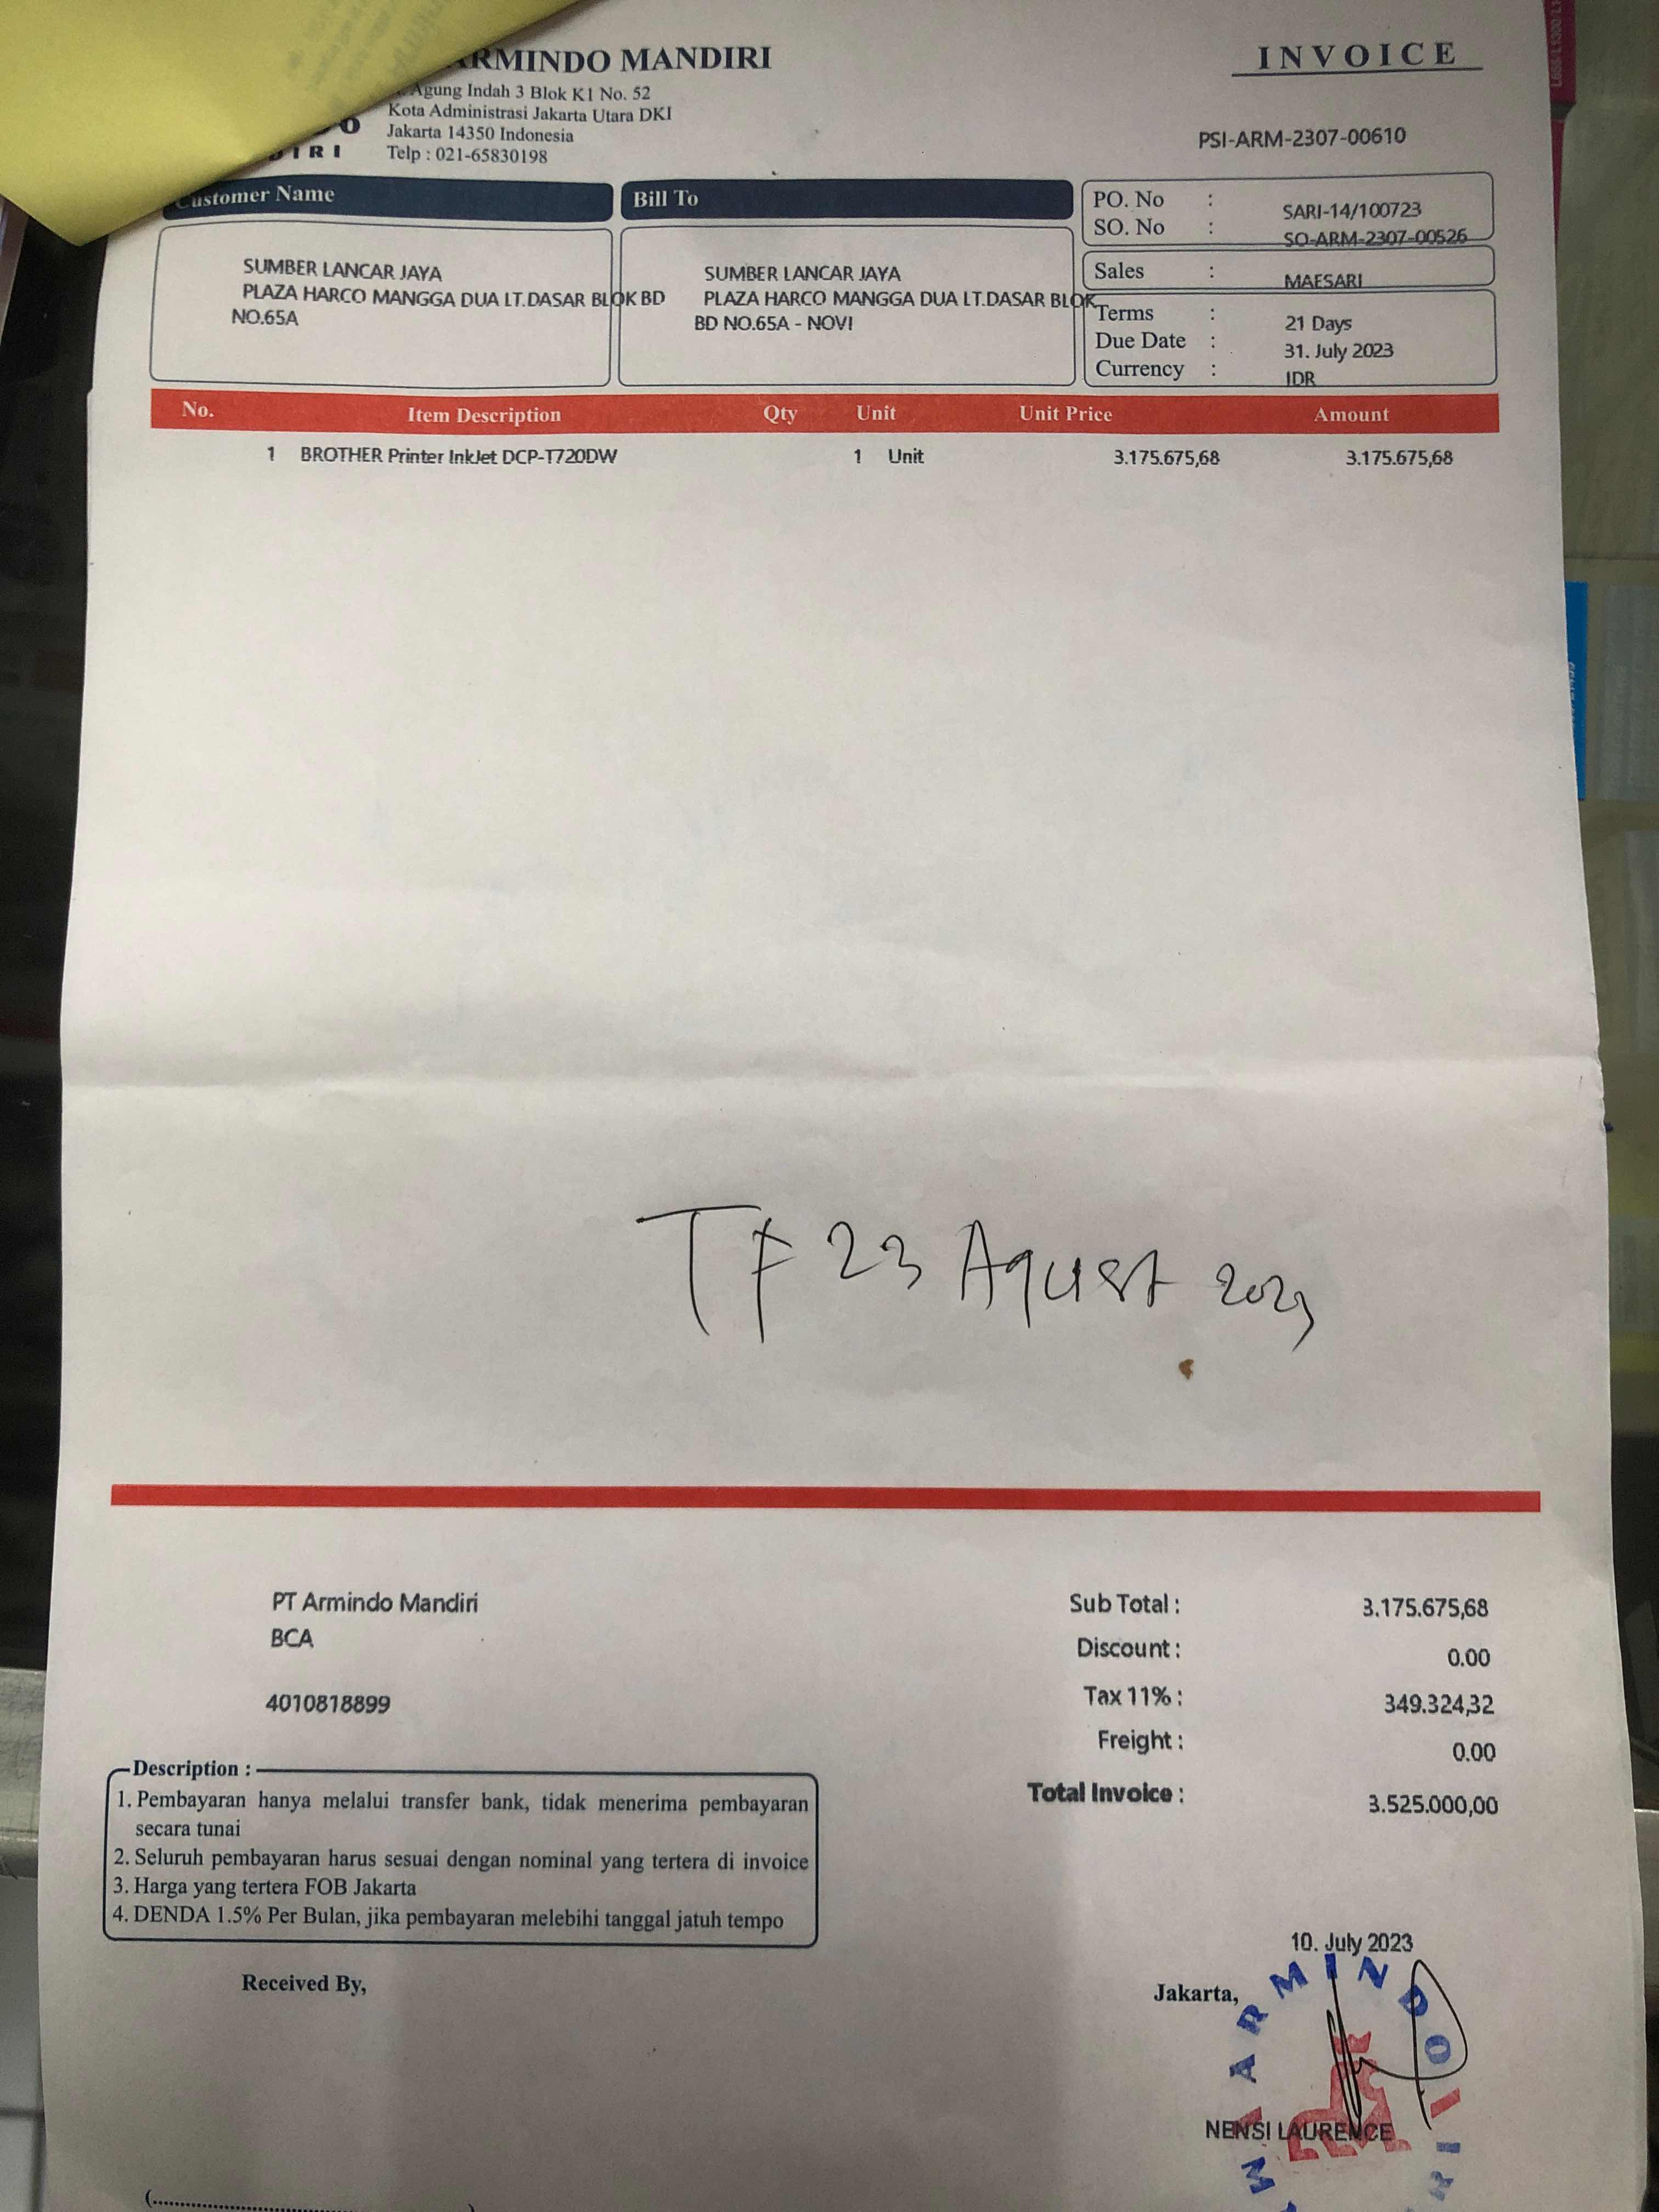 ARMINDO MANDIRI
Agung Indah 3 Blok K1 No. 52
Kota Administrasi Jakarta Utara DKI
Jakarta 14350 Indonesia
Telp : 021-65830198
INVOICE
PSI-ARM-2307-00610
Customer Name
SUMBER LANCAR JAYA
PLAZA HARCO MANGGA DUA LT.DASAR BLOK BD
NO.65A
Bill To
SUMBER LANCAR JAYA
PLAZA HARCO MANGGA DUA LT.DASAR BLOK
BD NO.65A - NOVI
PO. No : SARI-14/100723
SO. No : SO-ARM-2307-00526
Sales : MAESARI
Terms : 21 Days
Due Date : 31. July 2023
Currency : IDR
No. Item Description Qty Unit Unit Price Amount
1 BROTHER Printer InkJet DCP-T720DW 1 Unit 3.175.675,68 3.175.675,68
TF 23 Agust 2023
PT Armindo Mandiri
BCA
4010818899
Sub Total : 3.175.675,68
Discount : 0.00
Tax 11% : 349.324,32
Freight : 0.00
Total Invoice : 3.525.000,00
Description :
1. Pembayaran hanya melalui transfer bank, tidak menerima pembayaran
secara tunai
2. Seluruh pembayaran harus sesuai dengan nominal yang tertera di invoice
3. Harga yang tertera FOB Jakarta
4. DENDA 1.5% Per Bulan, jika pembayaran melebihi tanggal jatuh tempo
Received By,
10. July 2023
Jakarta,
ARMINDO
NENSI LAURENCE